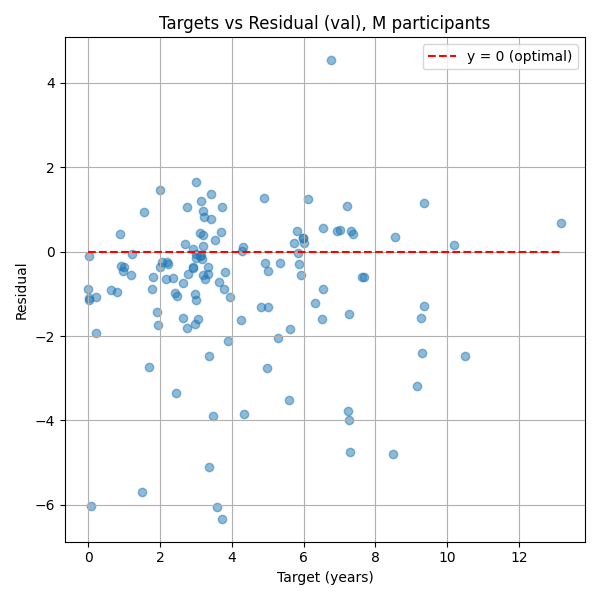 Targets vs Residual (val), M participants
y = 0 (optimal)
Residual
4
2
0
−2
−4
−6
0 2 4 6 8 10 12
Target (years)